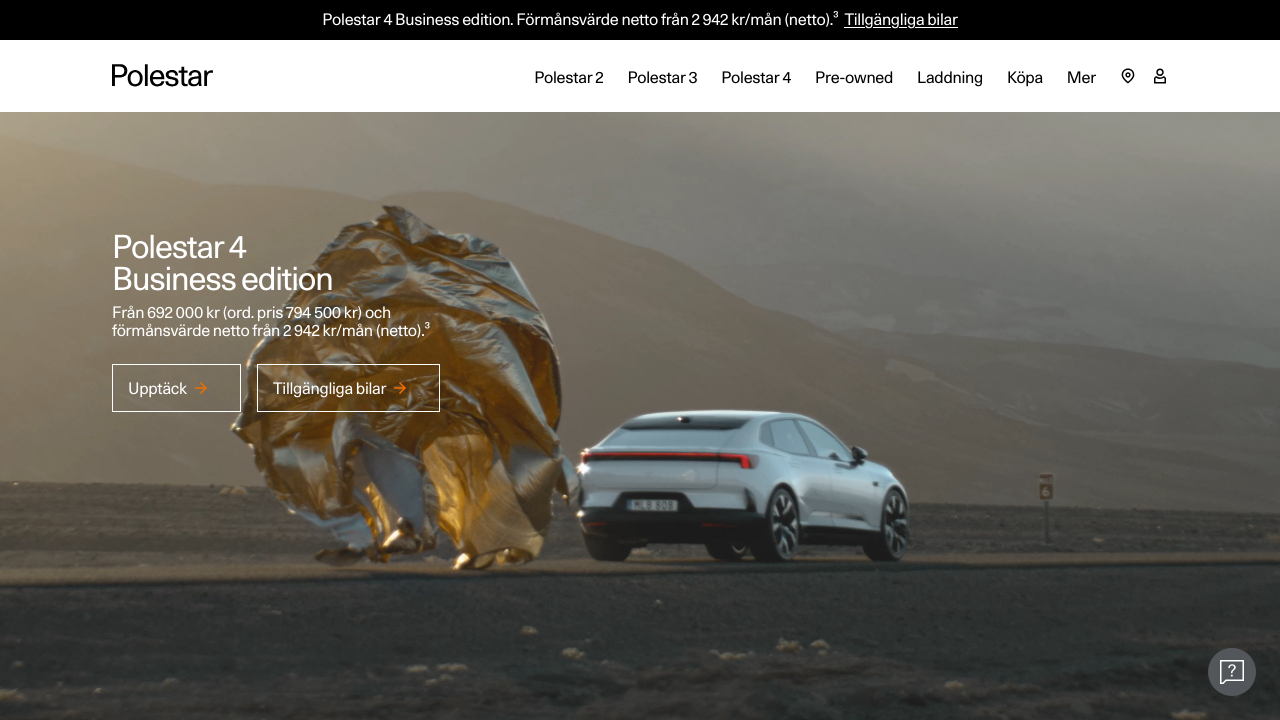 Polestar 4 Business edition. Förmånsvärde netto från 2 942 kr/mån (netto).³ Tillgängliga bilar
Polestar
Polestar 2
Polestar 3
Polestar 4
Pre-owned
Laddning
Köpa
Mer
Polestar 4
Business edition
Från 692 000 kr (ord. pris 794 500 kr) och
förmånsvärde netto från 2 942 kr/mån (netto).³
Upptäck
Tillgängliga bilar